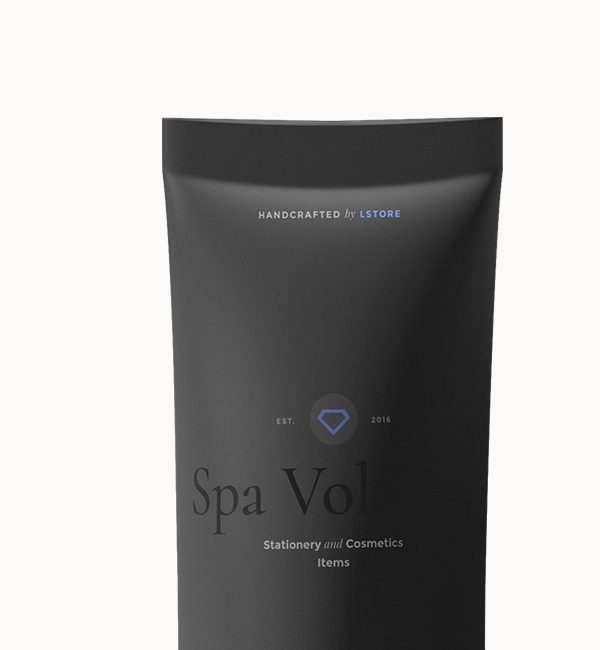 HANDCRAFTED by LSTORE
EST. 2016
Spa Vol
Stationery and Cosmetics
Items